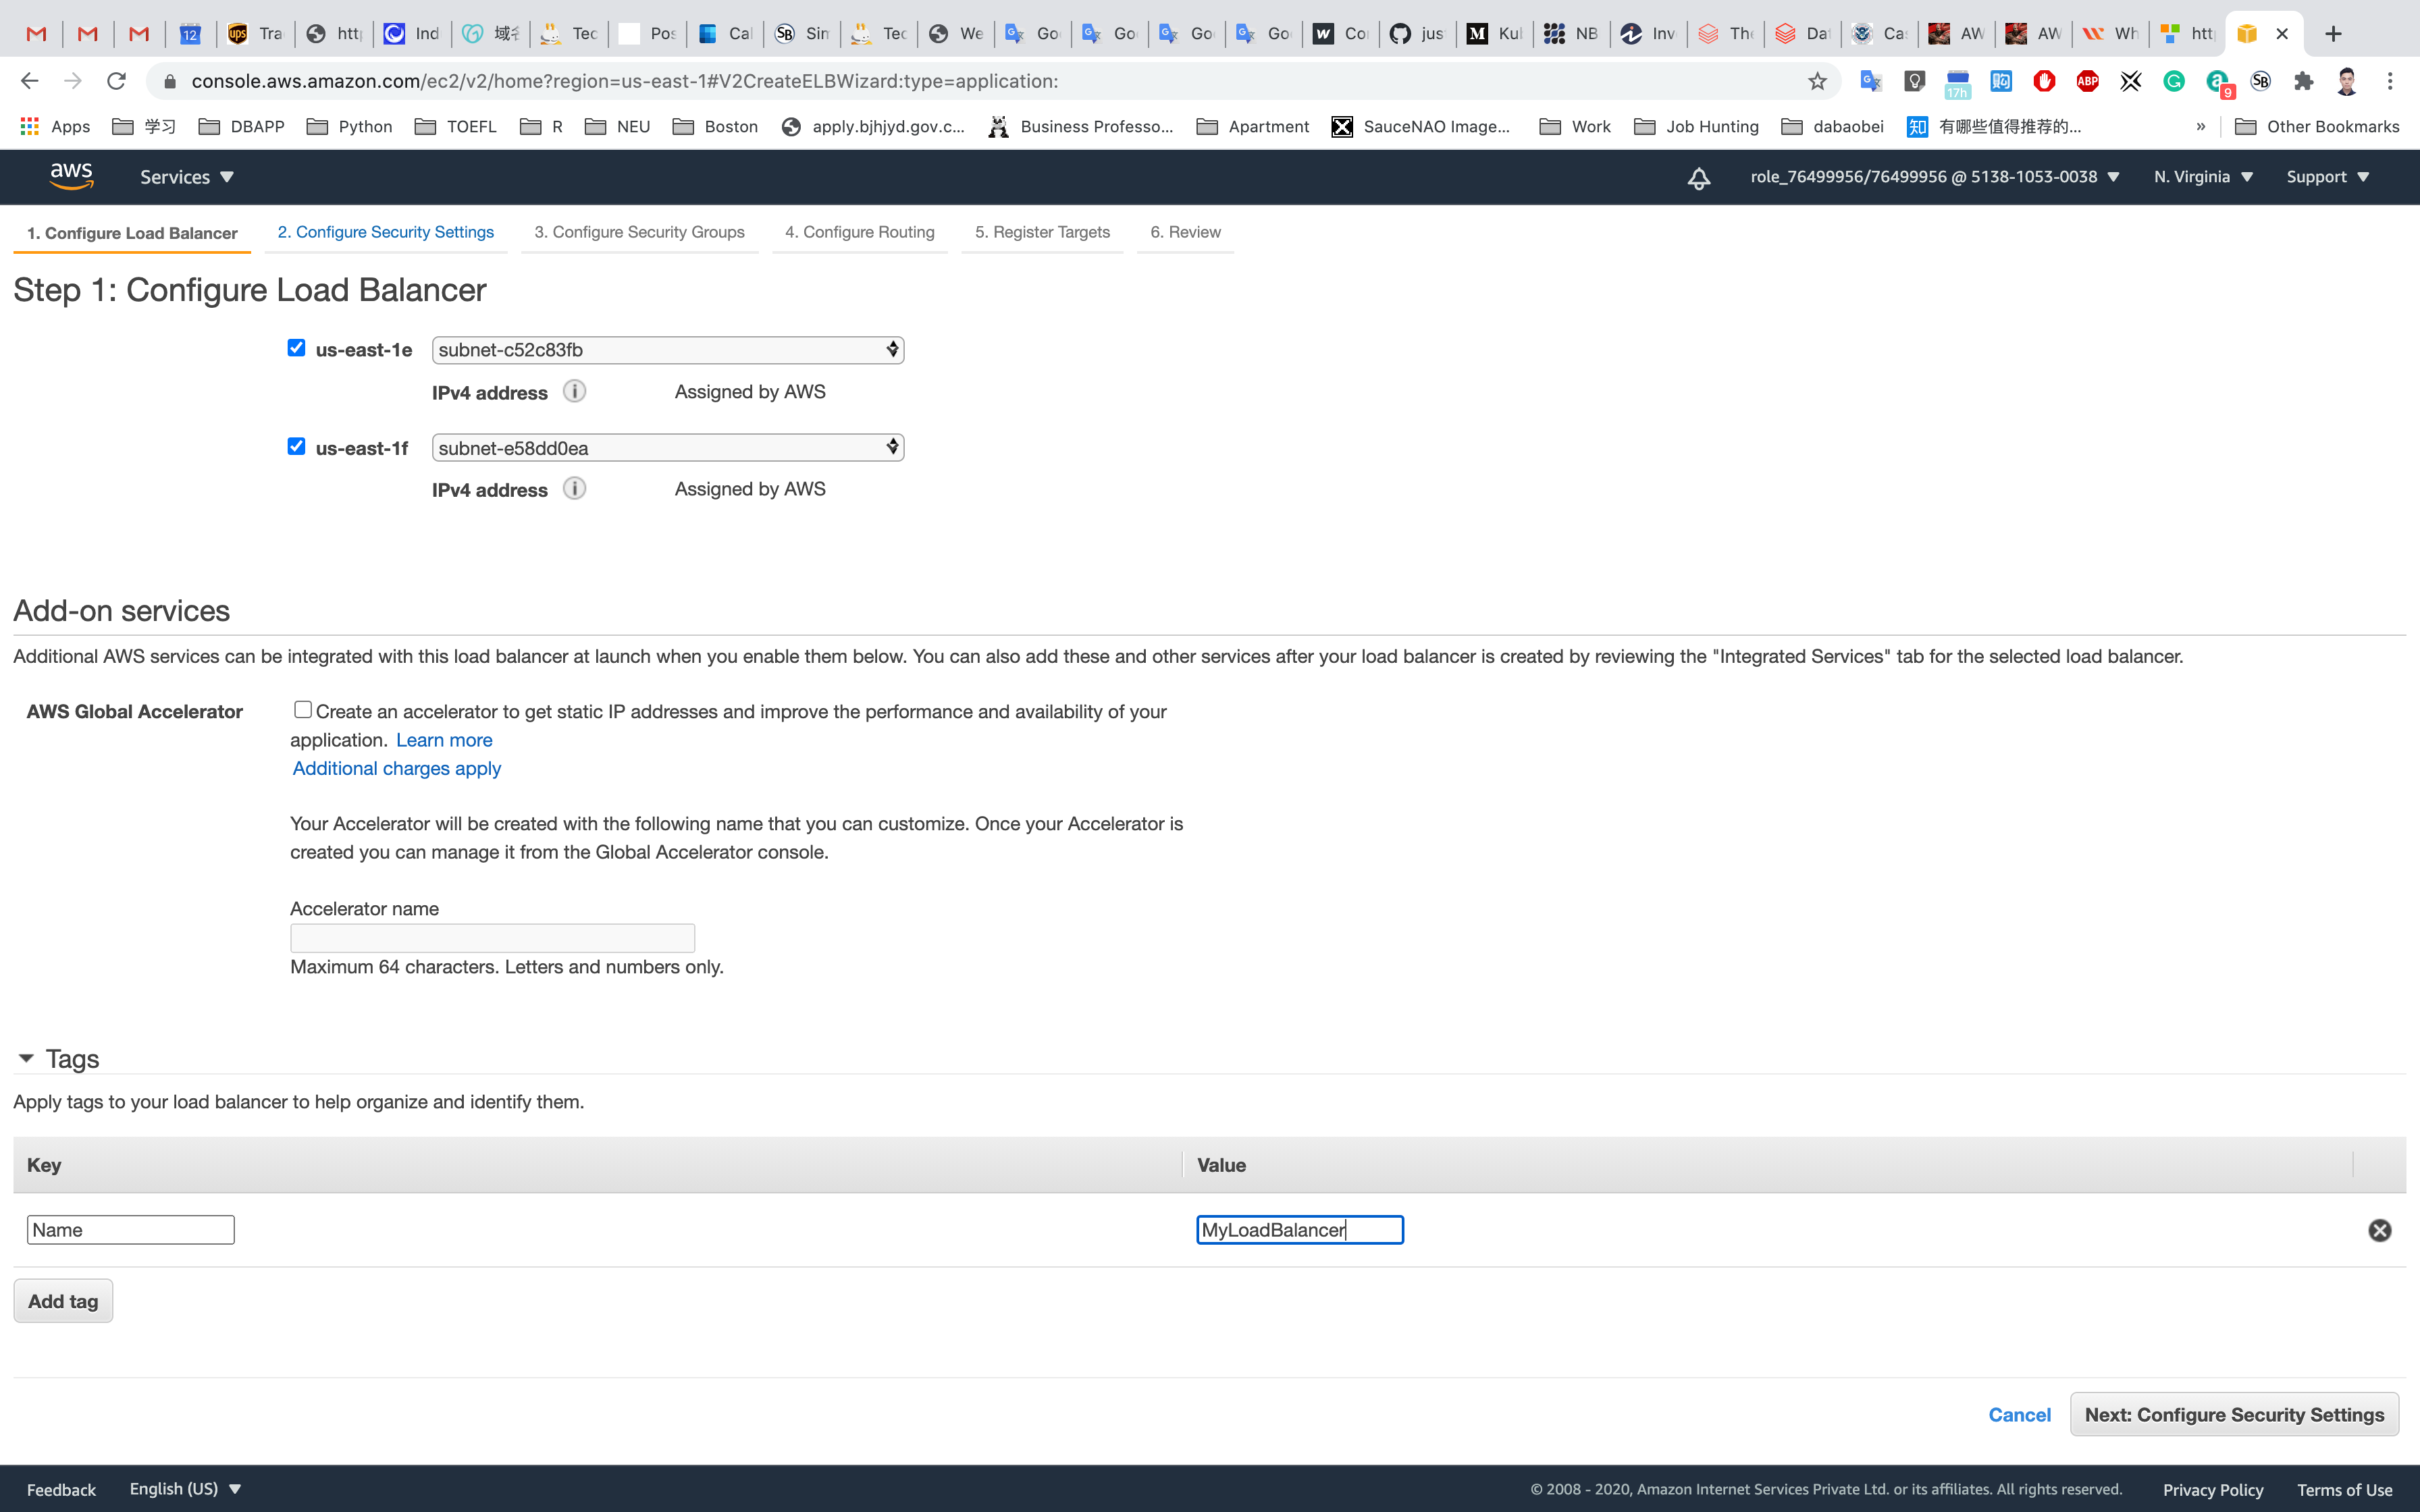 12 Tra htt Ind 域名 Tec Pos Cal SB Sim Tec We Go Go Go Go W Co jus M Kul NB Inv The Dat Cas AW AW Wh htt
console.aws.amazon.com/ec2/v2/home?region=us-east-1#V2CreateELBWizard:type=application:
17h ABP 9 SB
Apps 学习 DBAPP Python TOEFL R NEU Boston apply.bjhjyd.gov.c... Business Professo... Apartment SauceNAO Image... Work Job Hunting dabaobei 知 有哪些值得推荐的... » Other Bookmarks
aws Services role_76499956/76499956 @ 5138-1053-0038 N. Virginia Support
1. Configure Load Balancer 2. Configure Security Settings 3. Configure Security Groups 4. Configure Routing 5. Register Targets 6. Review
Step 1: Configure Load Balancer
us-east-1e subnet-c52c83fb
IPv4 address i Assigned by AWS
us-east-1f subnet-e58dd0ea
IPv4 address i Assigned by AWS
Add-on services
Additional AWS services can be integrated with this load balancer at launch when you enable them below. You can also add these and other services after your load balancer is created by reviewing the "Integrated Services" tab for the selected load balancer.
AWS Global Accelerator Create an accelerator to get static IP addresses and improve the performance and availability of your
application. Learn more
Additional charges apply
Your Accelerator will be created with the following name that you can customize. Once your Accelerator is
created you can manage it from the Global Accelerator console.
Accelerator name
Maximum 64 characters. Letters and numbers only.
Tags
Apply tags to your load balancer to help organize and identify them.
Key Value
Name MyLoadBalancer
Add tag
Cancel Next: Configure Security Settings
Feedback English (US) © 2008 - 2020, Amazon Internet Services Private Ltd. or its affiliates. All rights reserved. Privacy Policy Terms of Use